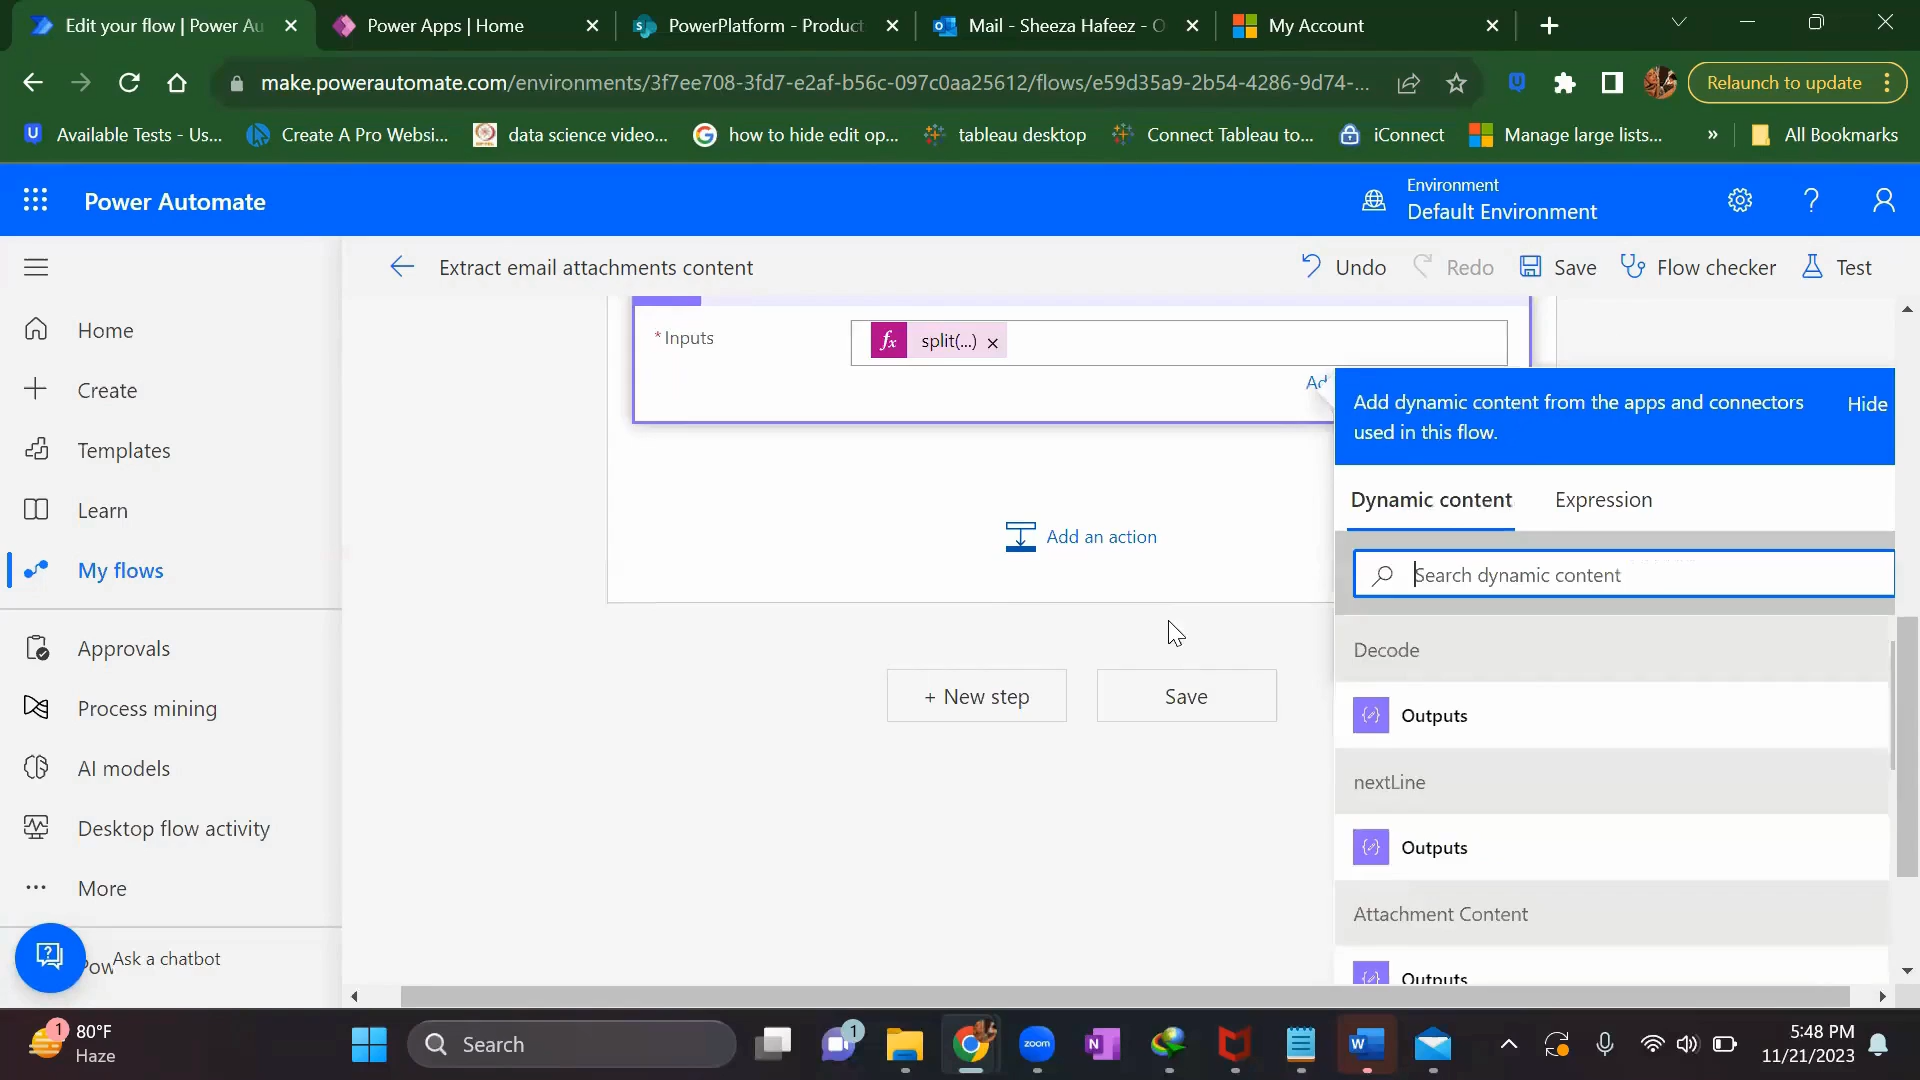 Edit your flow | Power Au
Power Apps | Home
PowerPlatform - Product
Mail - Sheeza Hafeez - O
My Account
make.powerautomate.com/environments/3f7ee708-3fd7-e2af-b56c-097c0aa25612/flows/e59d35a9-2b54-4286-9d74-...
Relaunch to update
Available Tests - Us...
Create A Pro Websi...
data science video...
how to hide edit op...
tableau desktop
Connect Tableau to...
iConnect
Manage large lists...
»
All Bookmarks
Power Automate
Environment
Default Environment
Extract email attachments content
Undo
Redo
Save
Flow checker
Test
Home
Create
Templates
Learn
My flows
Approvals
Process mining
AI models
Desktop flow activity
More
Pow
Ask a chatbot
* Inputs
fx split(...) ×
Ad
Add an action
+ New step
Save
Add dynamic content from the apps and connectors
used in this flow.
Hide
Dynamic content
Expression
Search dynamic content
Decode
Outputs
nextLine
Outputs
Attachment Content
Outputs
1
80°F
Haze
Search
1
zoom
5:48 PM
11/21/2023